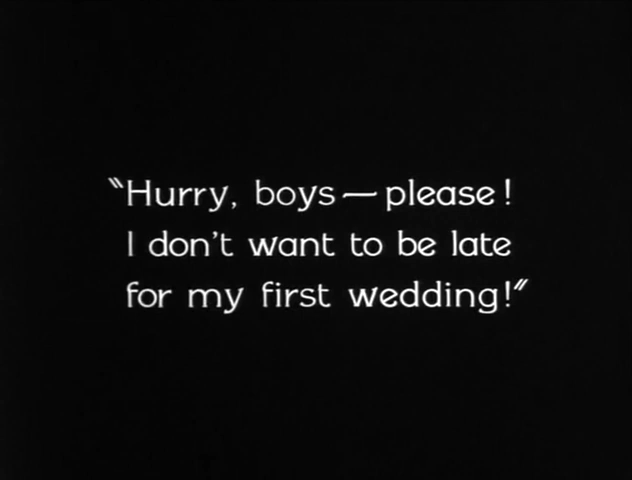 "Hurry, boys — please!
I don't want to be late
for my first wedding!"